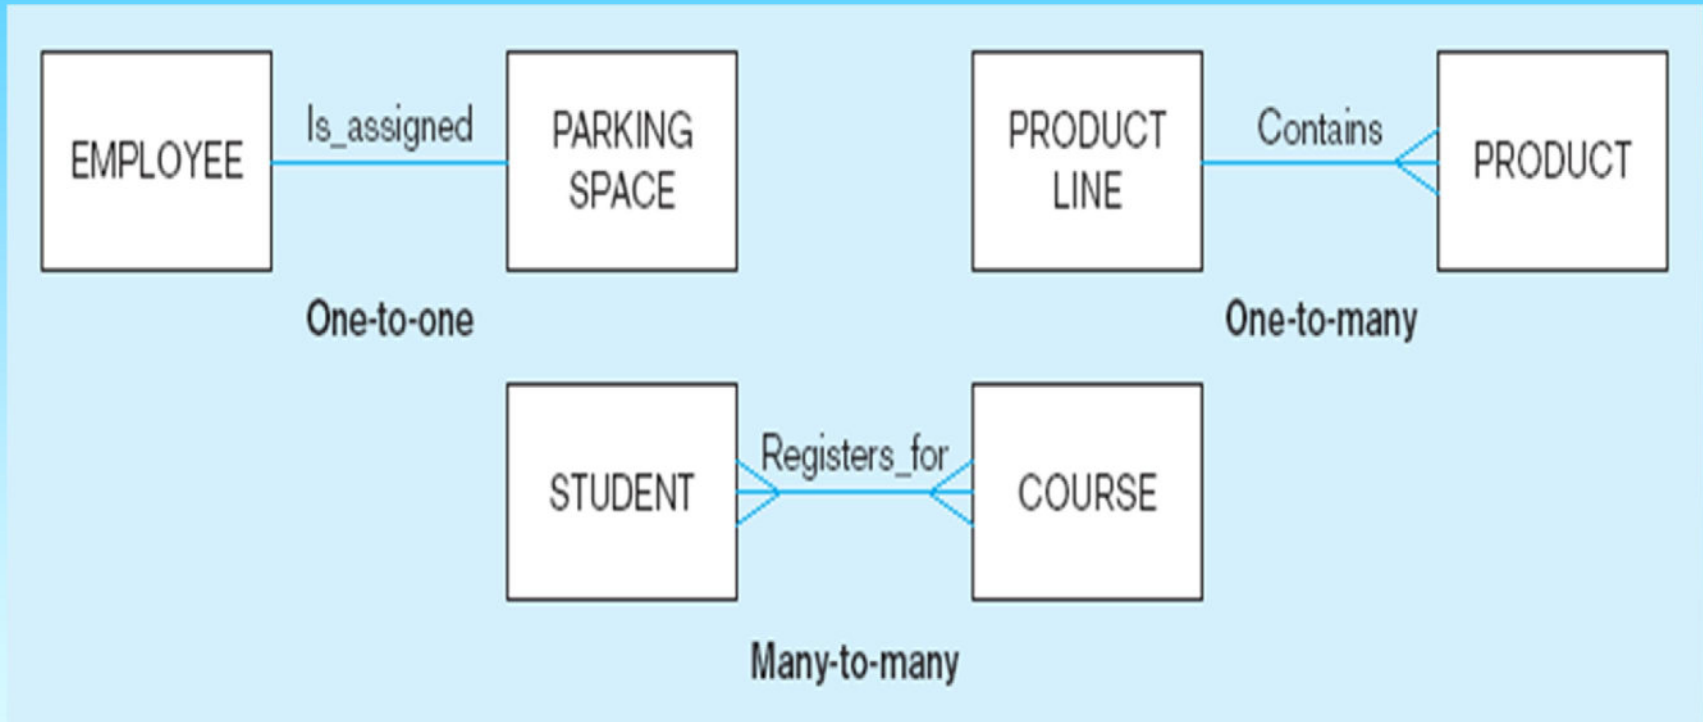 EMPLOYEE
Is_assigned
PARKING
SPACE
One-to-one
PRODUCT
LINE
Contains
PRODUCT
One-to-many
STUDENT
Registers_for
COURSE
Many-to-many